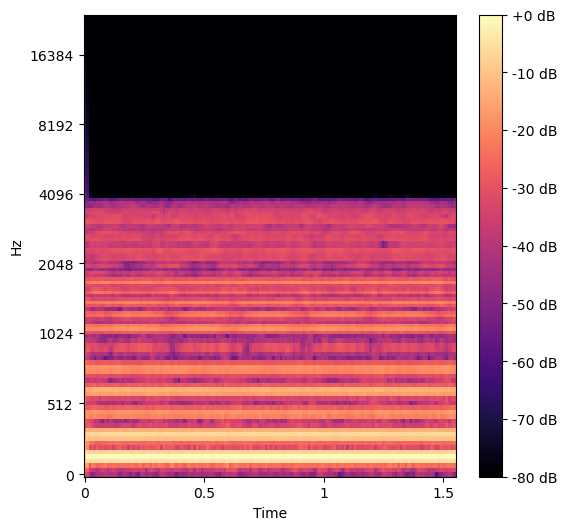 +0 dB
16384
-10 dB
8192
-20 dB
4096
-30 dB
Hz
2048
-40 dB
-50 dB
1024
-60 dB
512
-70 dB
0
-80 dB
0 0.5 1 1.5
Time